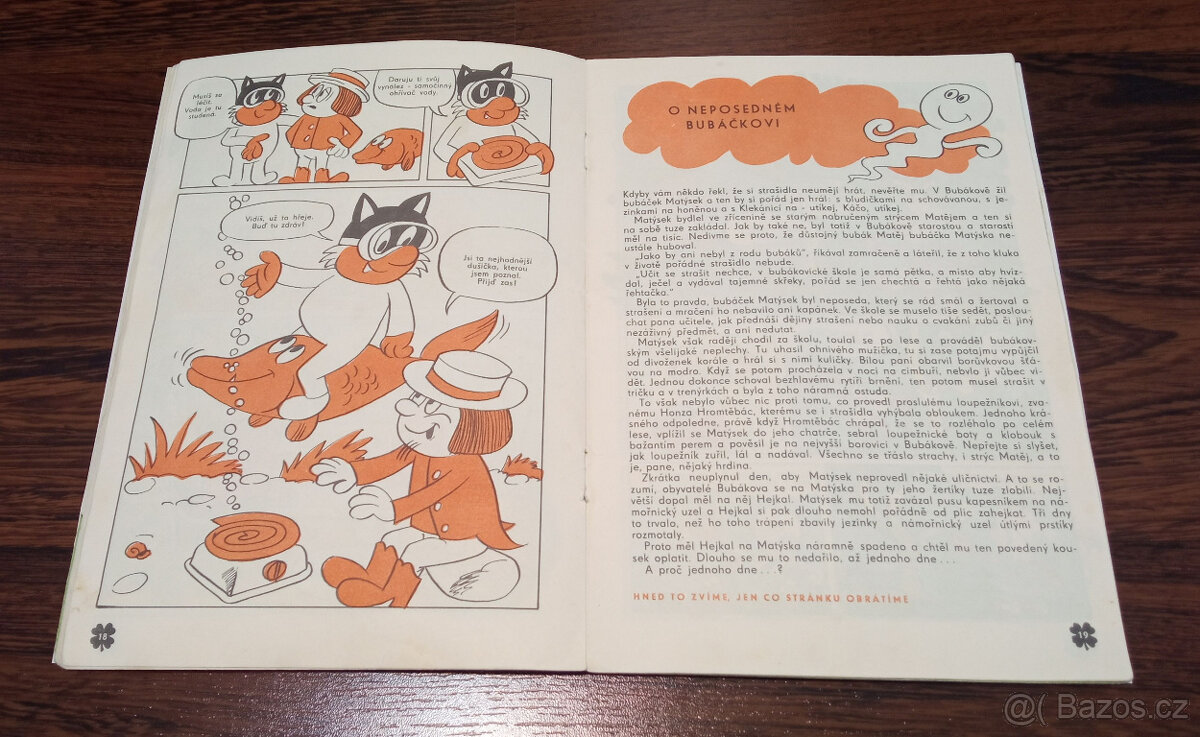 Musíš se
léčit.
Voda je tu
studená.
Daruju ti svůj
vynález - samočinný
ohřívač vody.
Vidíš, už to hřeje.
Buď tu zdráv!
Jsi ta nejhodnější
dušička, kterou
jsem poznal.
Přijď zas!
18
O NEPOSEDNÉM
BUBÁČKOVI
Kdyby vám někdo řekl, že si strašidla neumějí hrát, nevěřte mu. V Bubákově žil
bubáček Matýsek a ten by si pořád jen hrál: s bludičkami na schovávanou, s je-
zinkami na honěnou a s Klekánicí na - utíkej, Káčo, utíkej.
Matýsek bydlel ve zřícenině se starým nabručeným strýcem Matějem a ten si
na sobě tuze zakládal. Jak by také ne, byl totiž v Bubákově starostou a starostí
měl na tisíc. Nedivme se proto, že důstojný bubák Matěj bubáčka Matýska ne-
ustále huboval.
„Jako by ani nebyl z rodu bubáků", říkával zamračeně a láteřil, že z toho kluka
v životě pořádné strašidlo nebude.
„Učit se strašit nechce, v bubákovické škole je samá pětka, a místo aby hvíz-
dal, ječel a vydával tajemné skřeky, pořád se jen chechtá a řehtá jako nějaká
řehtačka."
Byla to pravda, bubáček Matýsek byl neposeda, který se rád smál a žertoval a
strašení a mračení ho nebavilo ani kapánek. Ve škole se muselo tiše sedět, poslou-
chat pana učitele, jak přednáší dějiny strašení nebo nauku o cvakání zubů či jiný
nezáživný předmět, a ani nedutat.
Matýsek však raději chodil za školu, toulal se po lese a prováděl bubákov-
ským všelijaké neplechy. Tu uhasil ohnivého mužíčka, tu si zase potajmu vypůjčil
od divoženek korále a hrál si s nimi kuličky. Bílou paní obarvil borůvkovou šťá-
vou na modro. Když se potom procházela v noci na cimbuří, nebylo ji vůbec vi-
dět. Jednou dokonce schoval bezhlavému rytíři brnění, ten potom musel strašit v
tričku a v trenýrkách a byla z toho náramná ostuda.
To však nebylo vůbec nic proti tomu, co provedl proslulému loupežníkovi, zva-
nému Honza Hromtěbác, kterému se i strašidla vyhýbala obloukem. Jednoho krá-
sného odpoledne, právě když Hromtěbác chrápal, že se to rozléhalo po celém
lese, vplížil se Matýsek do jeho chatrče, sebral loupežnické boty a klobouk s
bažantím perem a pověsil je na nejvyšší borovici v Bubákově. Nepřejte si slyšet,
jak loupežník zuřil, lál a nadával. Všechno se třáslo strachy, i strýc Matěj, a to
je, pane, nějaký hrdina.
Zkrátka neuplynul den, aby Matýsek neprovedl nějaké uličnictví. A to se ro-
zumí, obyvatelé Bubákova se na Matýska pro ty jeho žertíky tuze zlobili. Nej-
větší dopal měl na něj Hejkal. Matýsek mu totiž zavázal pusu kapesníkem na ná-
mořnický uzel a Hejkal si pak dlouho nemohl pořádně od plic zahejkat. Tři dny
to trvalo, než ho toho trápení zbavily jezinky a námořnický uzel útlými prstíky
rozmotaly.
Proto měl Hejkal na Matýska náramně spadeno a chtěl mu ten povedený kou-
sek oplatit. Dlouho se mu to nedařilo, až jednoho dne . . .
A proč jednoho dne . . . ?
HNED TO ZVÍME, JEN CO STRÁNKU OBRÁTÍME
19
@( Bazos.cz